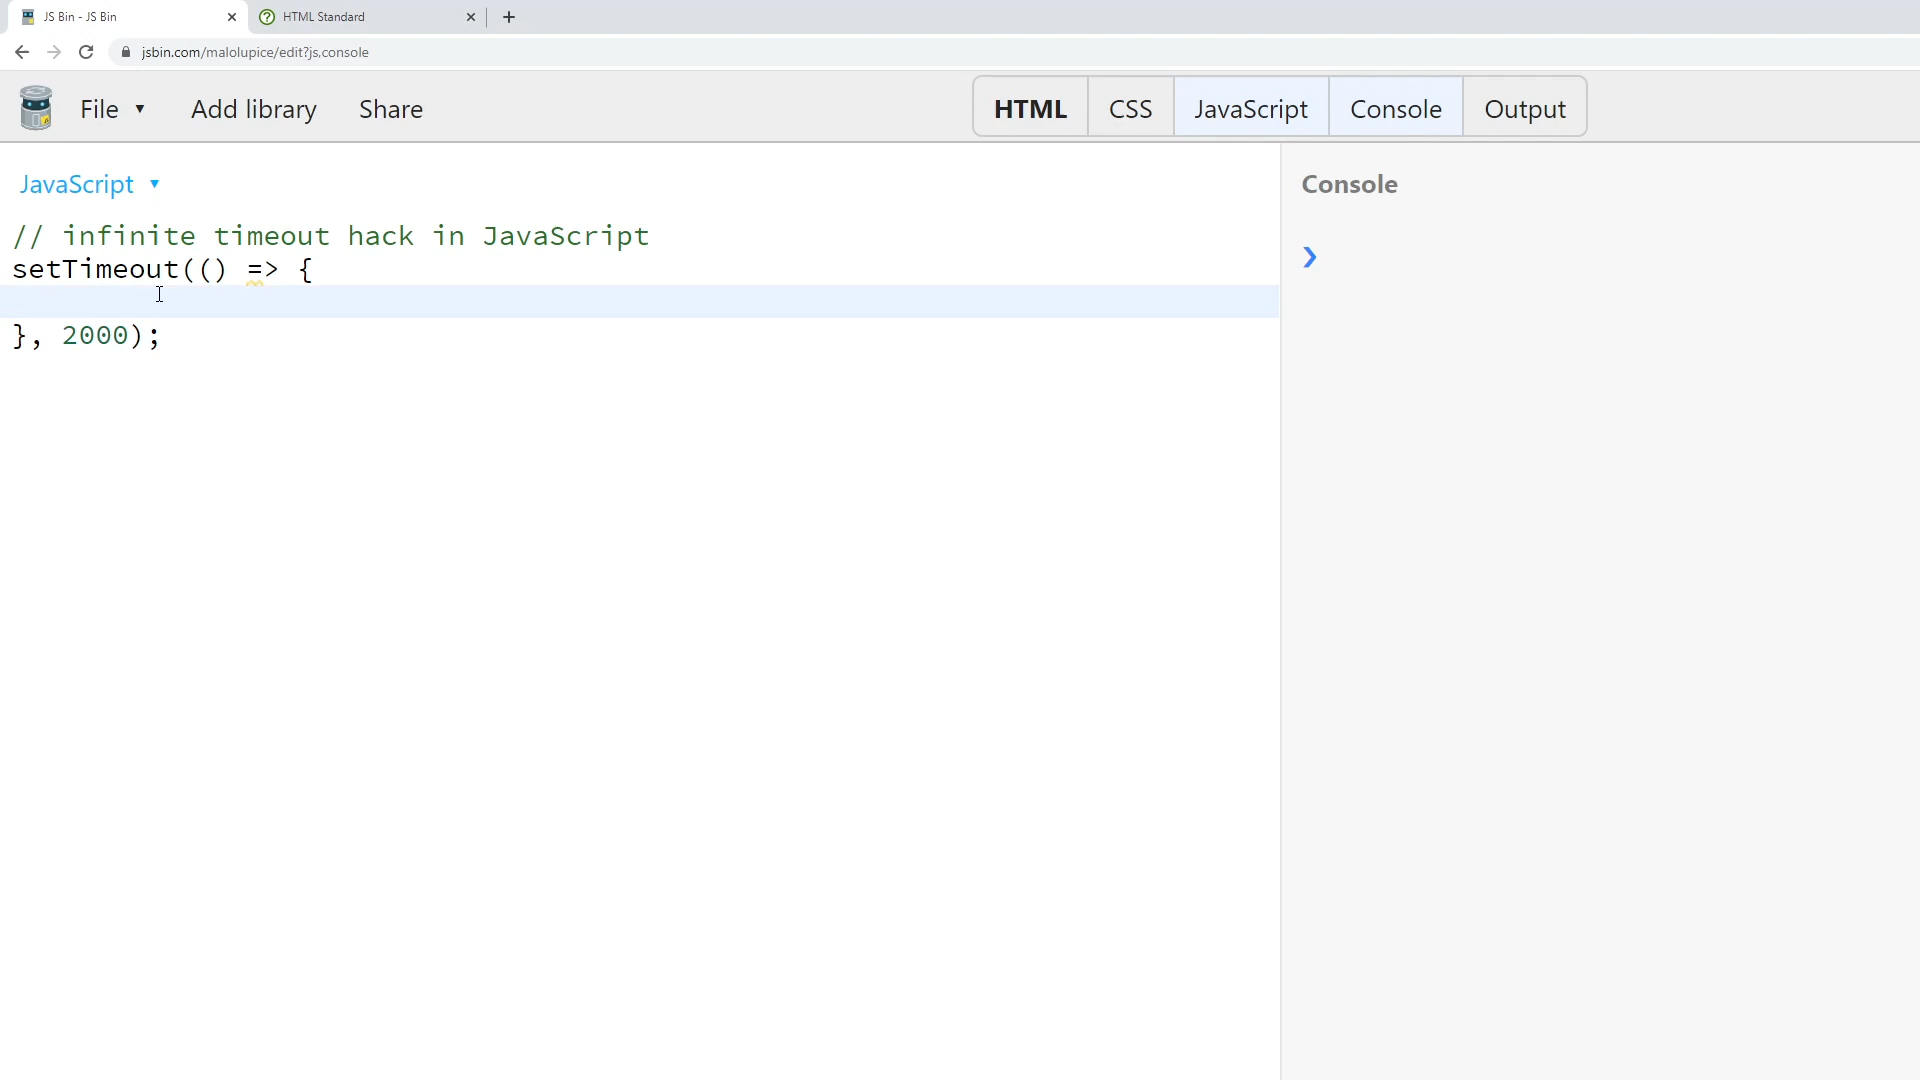 JS Bin - JS Bin
HTML Standard
jsbin.com/malolupice/edit?js,console
File Add library Share HTML CSS JavaScript Console Output
JavaScript
Console
// infinite timeout hack in JavaScript
setTimeout(() => {
}, 2000);